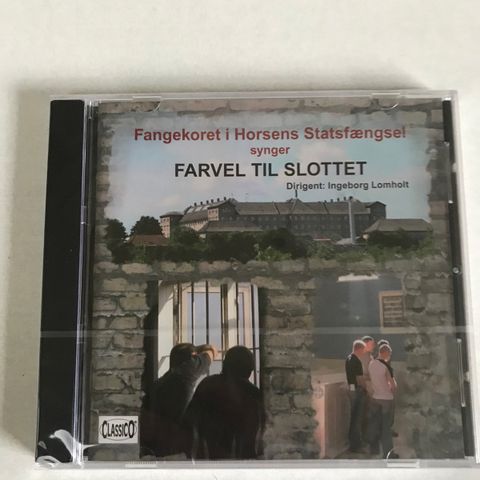 Fangekoret i Horsens Statsfængsel
synger
FARVEL TIL SLOTTET
Dirigent: Ingeborg Lomholt
CLASSICO